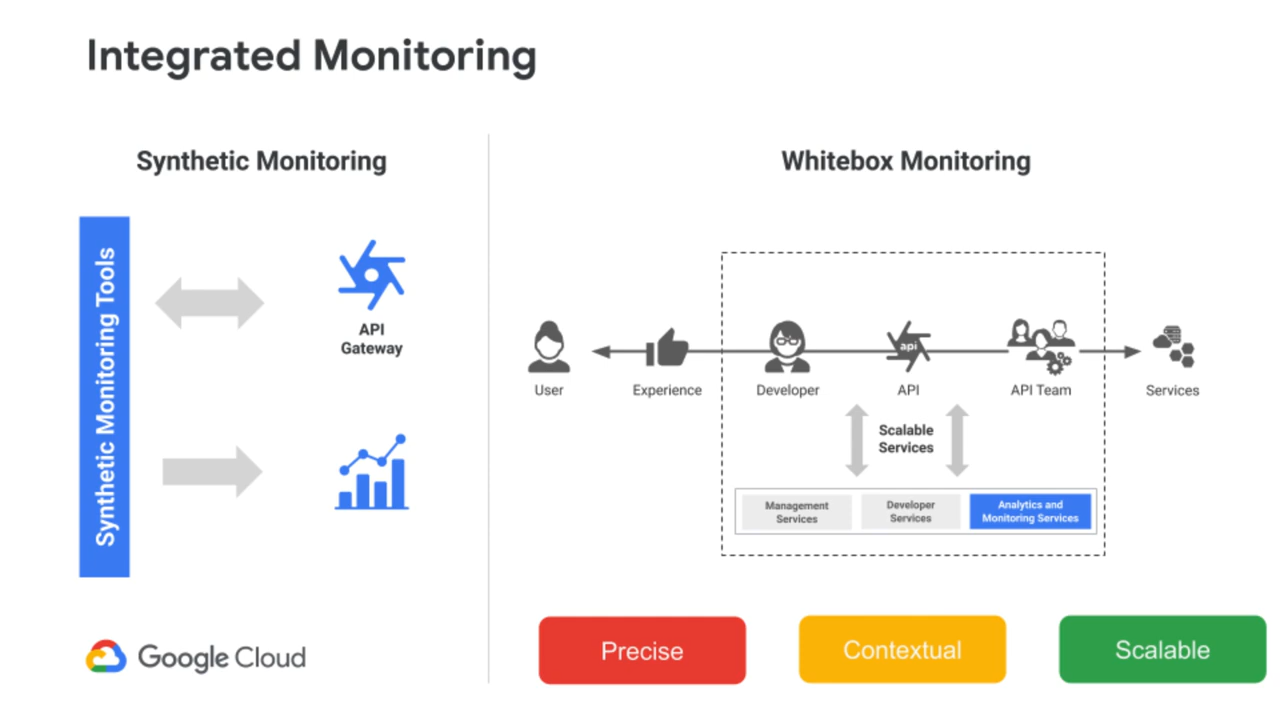 Integrated Monitoring
Synthetic Monitoring
Synthetic Monitoring Tools
API
Gateway
Google Cloud
Whitebox Monitoring
User
Experience
Developer
api
API
API Team
Services
Scalable
Services
Management
Services
Developer
Services
Analytics and
Monitoring Services
Precise
Contextual
Scalable